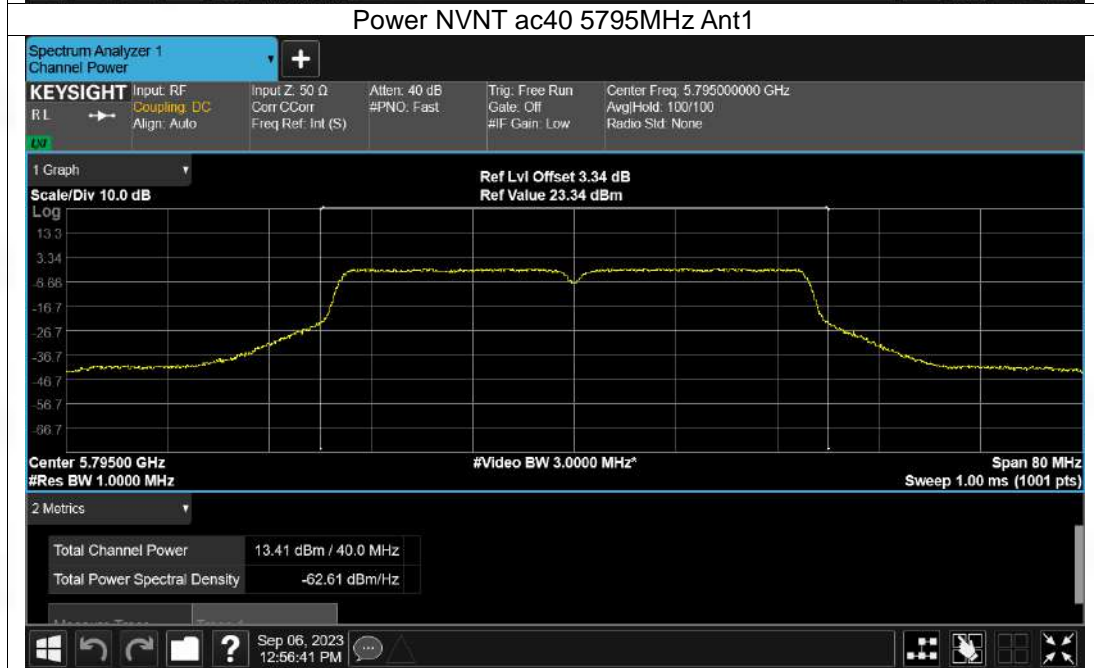 Power NVNT ac40 5795MHz Ant1
Spectrum Analyzer 1
Channel Power
+
KEYSIGHT Input: RF
Coupling: DC
Align: Auto
Input Z: 50 Ω
Corr CCorr
Freq Ref: Int (S)
Atten: 40 dB
#PNO: Fast
Trig: Free Run
Gate: Off
#IF Gain: Low
Center Freq: 5.795000000 GHz
Avg|Hold: 100/100
Radio Std: None
RL
LXI
1 Graph
Scale/Div 10.0 dB
Ref Lvl Offset 3.34 dB
Ref Value 23.34 dBm
Log
13.3
3.34
-6.66
-16.7
-26.7
-36.7
-46.7
-56.7
-66.7
Center 5.79500 GHz
#Res BW 1.0000 MHz
#Video BW 3.0000 MHz*
Span 80 MHz
Sweep 1.00 ms (1001 pts)
2 Metrics
Total Channel Power 13.41 dBm / 40.0 MHz
Total Power Spectral Density -62.61 dBm/Hz
?
Sep 06, 2023
12:56:41 PM